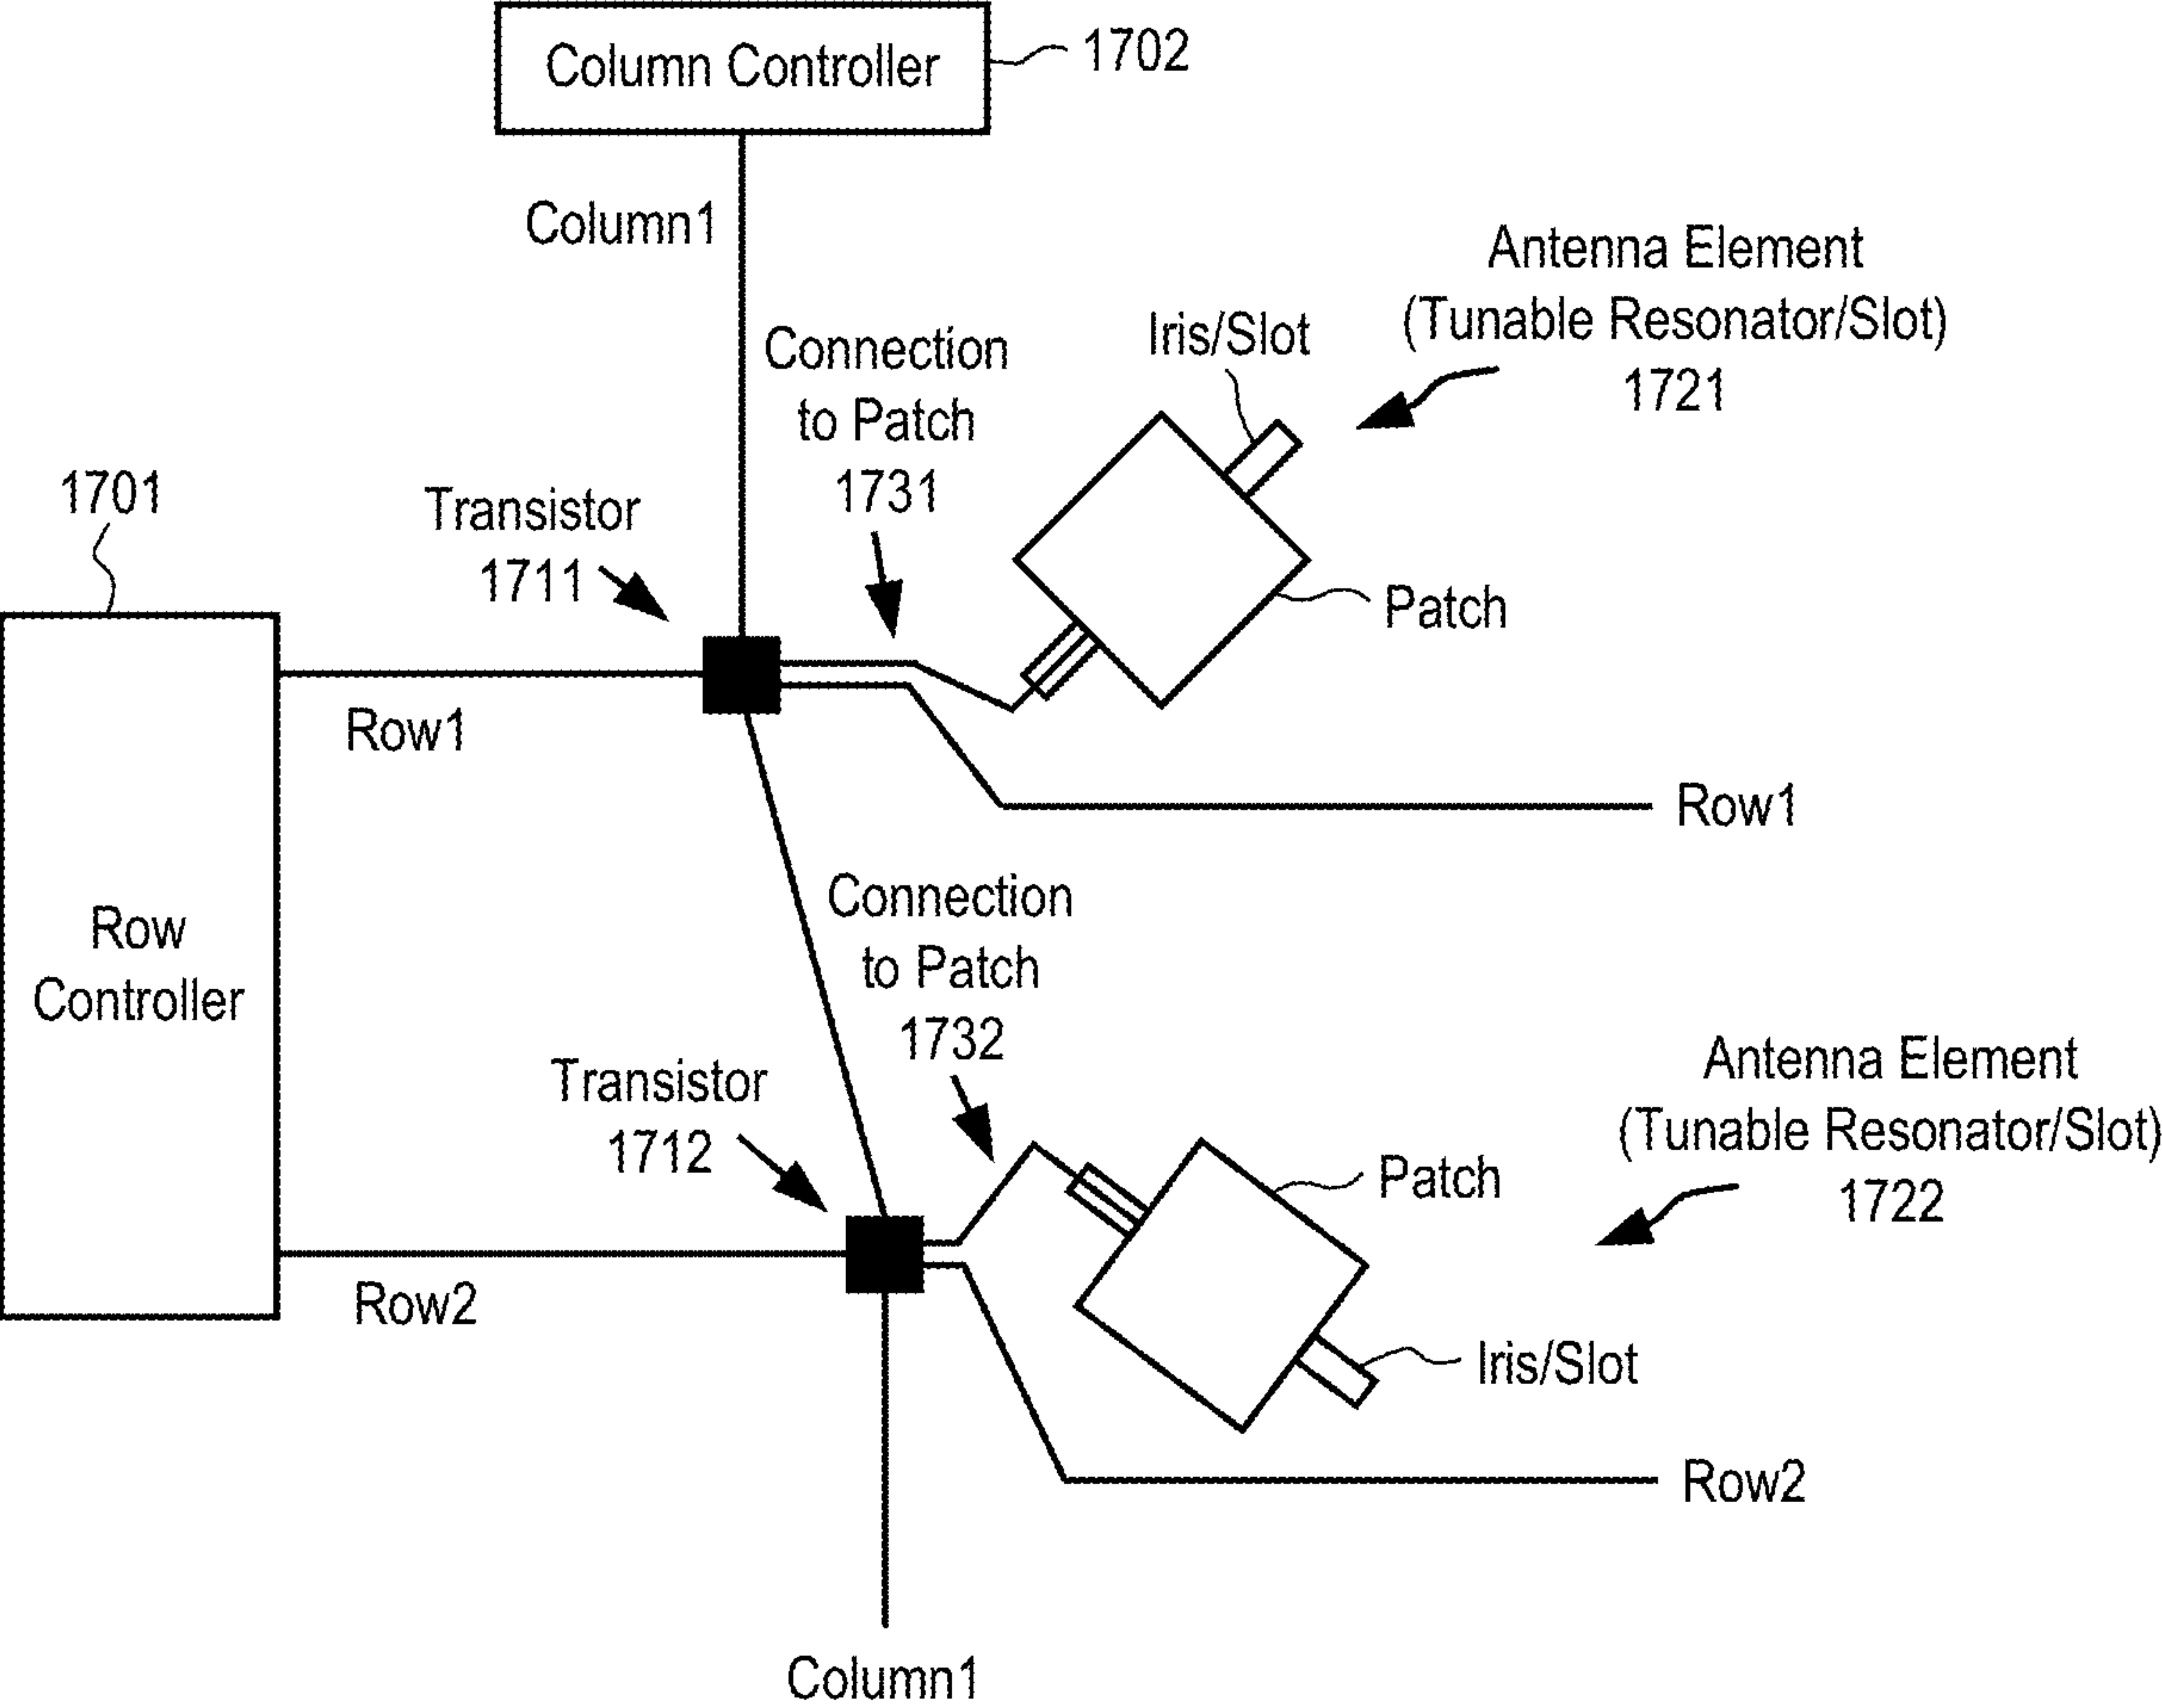 Column Controller
1702
Column1
Antenna Element
(Tunable Resonator/Slot)
1721
Iris/Slot
Connection
to Patch
1731
1701
Transistor
1711
Patch
Row1
Row1
Connection
to Patch
1732
Row
Controller
Transistor
1712
Antenna Element
(Tunable Resonator/Slot)
1722
Patch
Row2
Iris/Slot
Row2
Column1